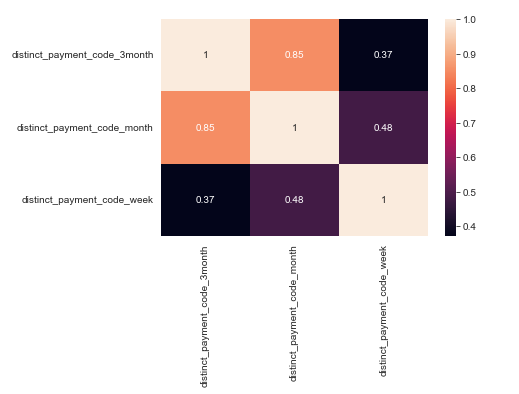 distinct_payment_code_3month
1
0.85
0.37
distinct_payment_code_month
0.85
1
0.48
distinct_payment_code_week
0.37
0.48
1
distinct_payment_code_3month
distinct_payment_code_month
distinct_payment_code_week
1.0
0.9
0.8
0.7
0.6
0.5
0.4